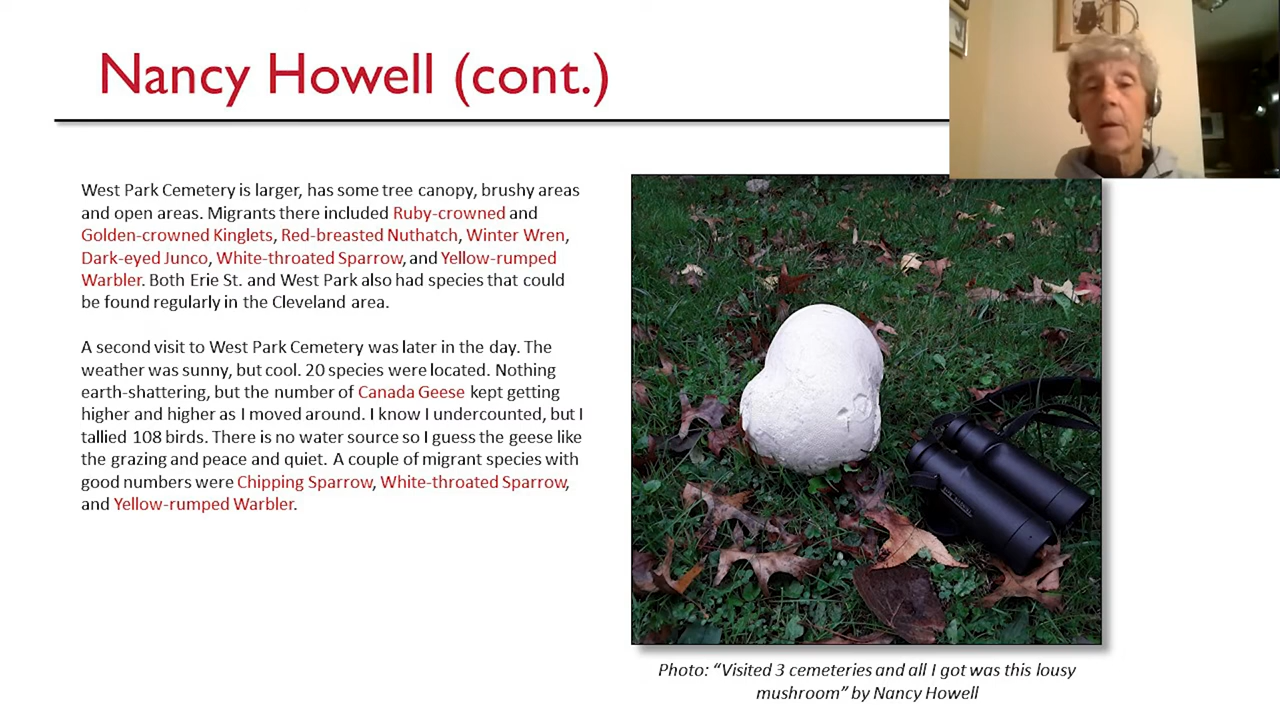 Nancy Howell (cont.)
West Park Cemetery is larger, has some tree canopy, brushy areas
and open areas. Migrants there included Ruby-crowned and
Golden-crowned Kinglets, Red-breasted Nuthatch, Winter Wren,
Dark-eyed Junco, White-throated Sparrow, and Yellow-rumped
Warbler. Both Erie St. and West Park also had species that could
be found regularly in the Cleveland area.
A second visit to West Park Cemetery was later in the day. The
weather was sunny, but cool. 20 species were located. Nothing
earth-shattering, but the number of Canada Geese kept getting
higher and higher as I moved around. I know I undercounted, but I
tallied 108 birds. There is no water source so I guess the geese like
the grazing and peace and quiet. A couple of migrant species with
good numbers were Chipping Sparrow, White-throated Sparrow,
and Yellow-rumped Warbler.
Photo: “Visited 3 cemeteries and all I got was this lousy
mushroom” by Nancy Howell